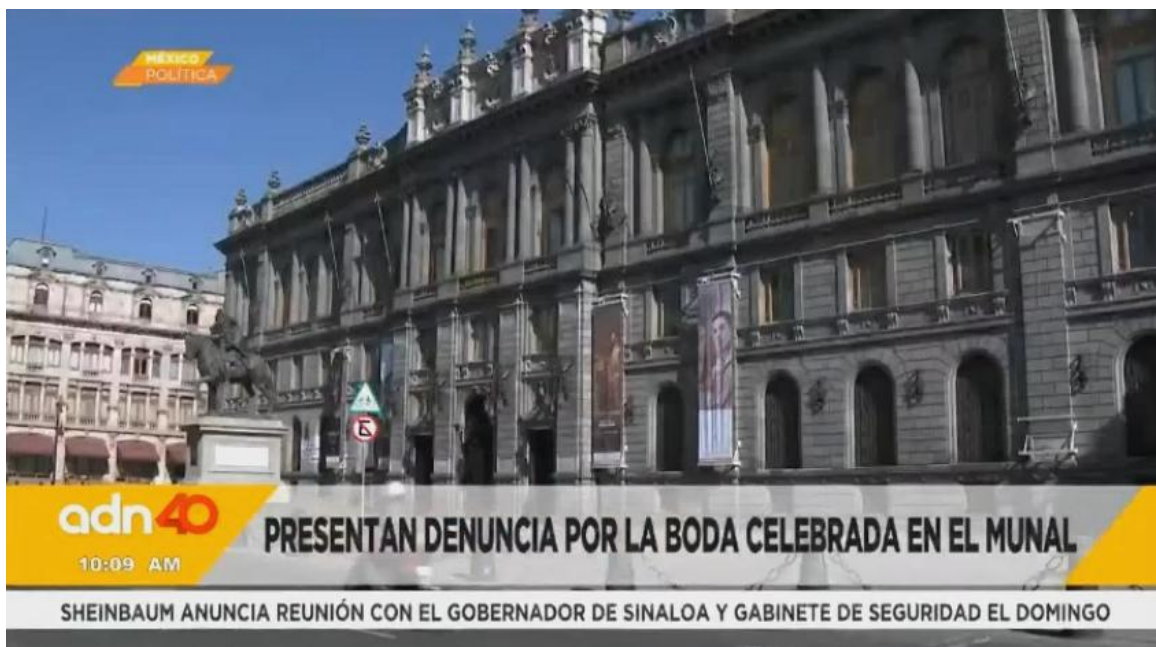 MÉXICO
POLÍTICA
E
adn40
10:09 AM
PRESENTAN DENUNCIA POR LA BODA CELEBRADA EN EL MUNAL
SHEINBAUM ANUNCIA REUNIÓN CON EL GOBERNADOR DE SINALOA Y GABINETE DE SEGURIDAD EL DOMINGO